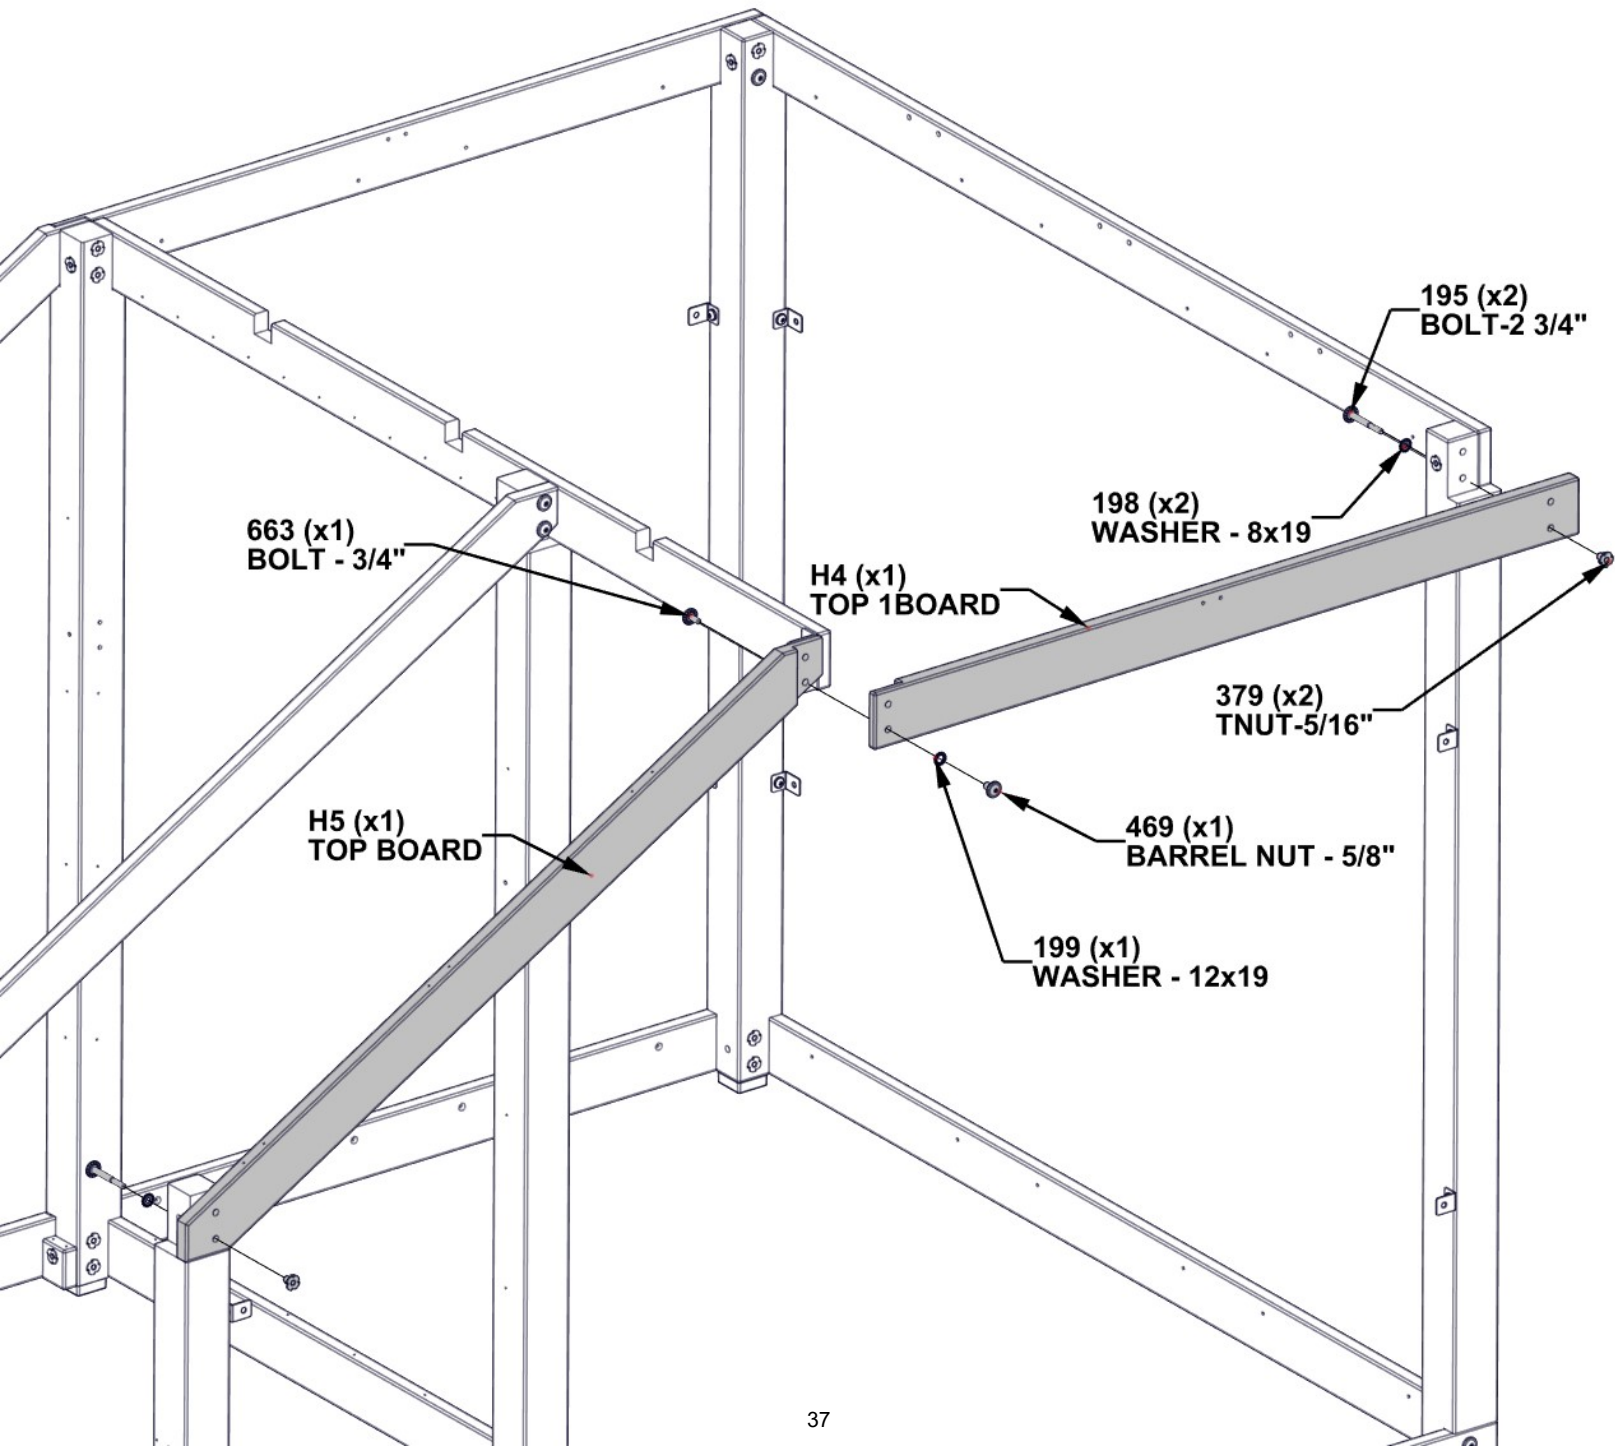 195 (x2)
BOLT-2 3/4"
198 (x2)
WASHER - 8x19
663 (x1)
BOLT - 3/4"
H4 (x1)
TOP 1BOARD
379 (x2)
TNUT-5/16"
H5 (x1)
TOP BOARD
469 (x1)
BARREL NUT - 5/8"
199 (x1)
WASHER - 12x19
37